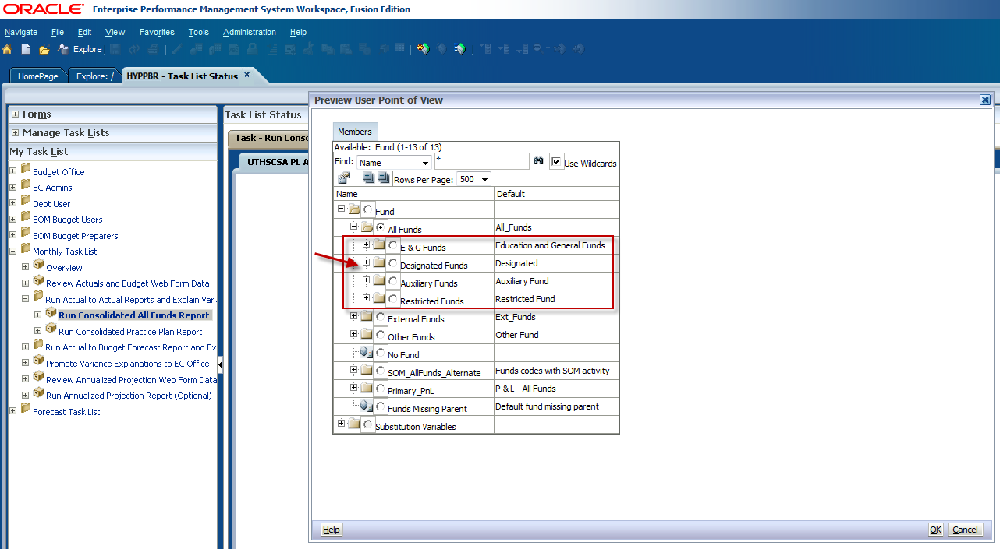 ORACLE® Enterprise Performance Management System Workspace, Fusion Edition
Navigate File Edit View Favorites Tools Administration Help
Explore
HomePage Explore: / HYPPBR - Task List Status
Forms
Manage Task Lists
My Task List
Budget Office
EC Admins
Dept User
SOM Budget Users
SOM Budget Preparers
Monthly Task List
Overview
Review Actuals and Budget Web Form Data
Run Actual to Actual Reports and Explain Vari
Run Consolidated All Funds Report
Run Consolidated Practice Plan Report
Run Actual to Budget Forecast Report and Ex
Promote Variance Explanations to EC Office
Review Annualized Projection Web Form Data
Run Annualized Projection Report (Optional)
Forecast Task List
Task List Status
Task - Run Conso
UTHSCSA PL A
Preview User Point of View
Members
Available: Fund (1-13 of 13)
Find: Name * Use Wildcards
Rows Per Page: 500
Name Default
Fund
All Funds All_Funds
E & G Funds Education and General Funds
Designated Funds Designated
Auxiliary Funds Auxiliary Fund
Restricted Funds Restricted Fund
External Funds Ext_Funds
Other Funds Other Fund
No Fund
SOM_AllFunds_Alternate Funds codes with SOM activity
Primary_PnL P & L - All Funds
Funds Missing Parent Default fund missing parent
Substitution Variables
Help OK Cancel